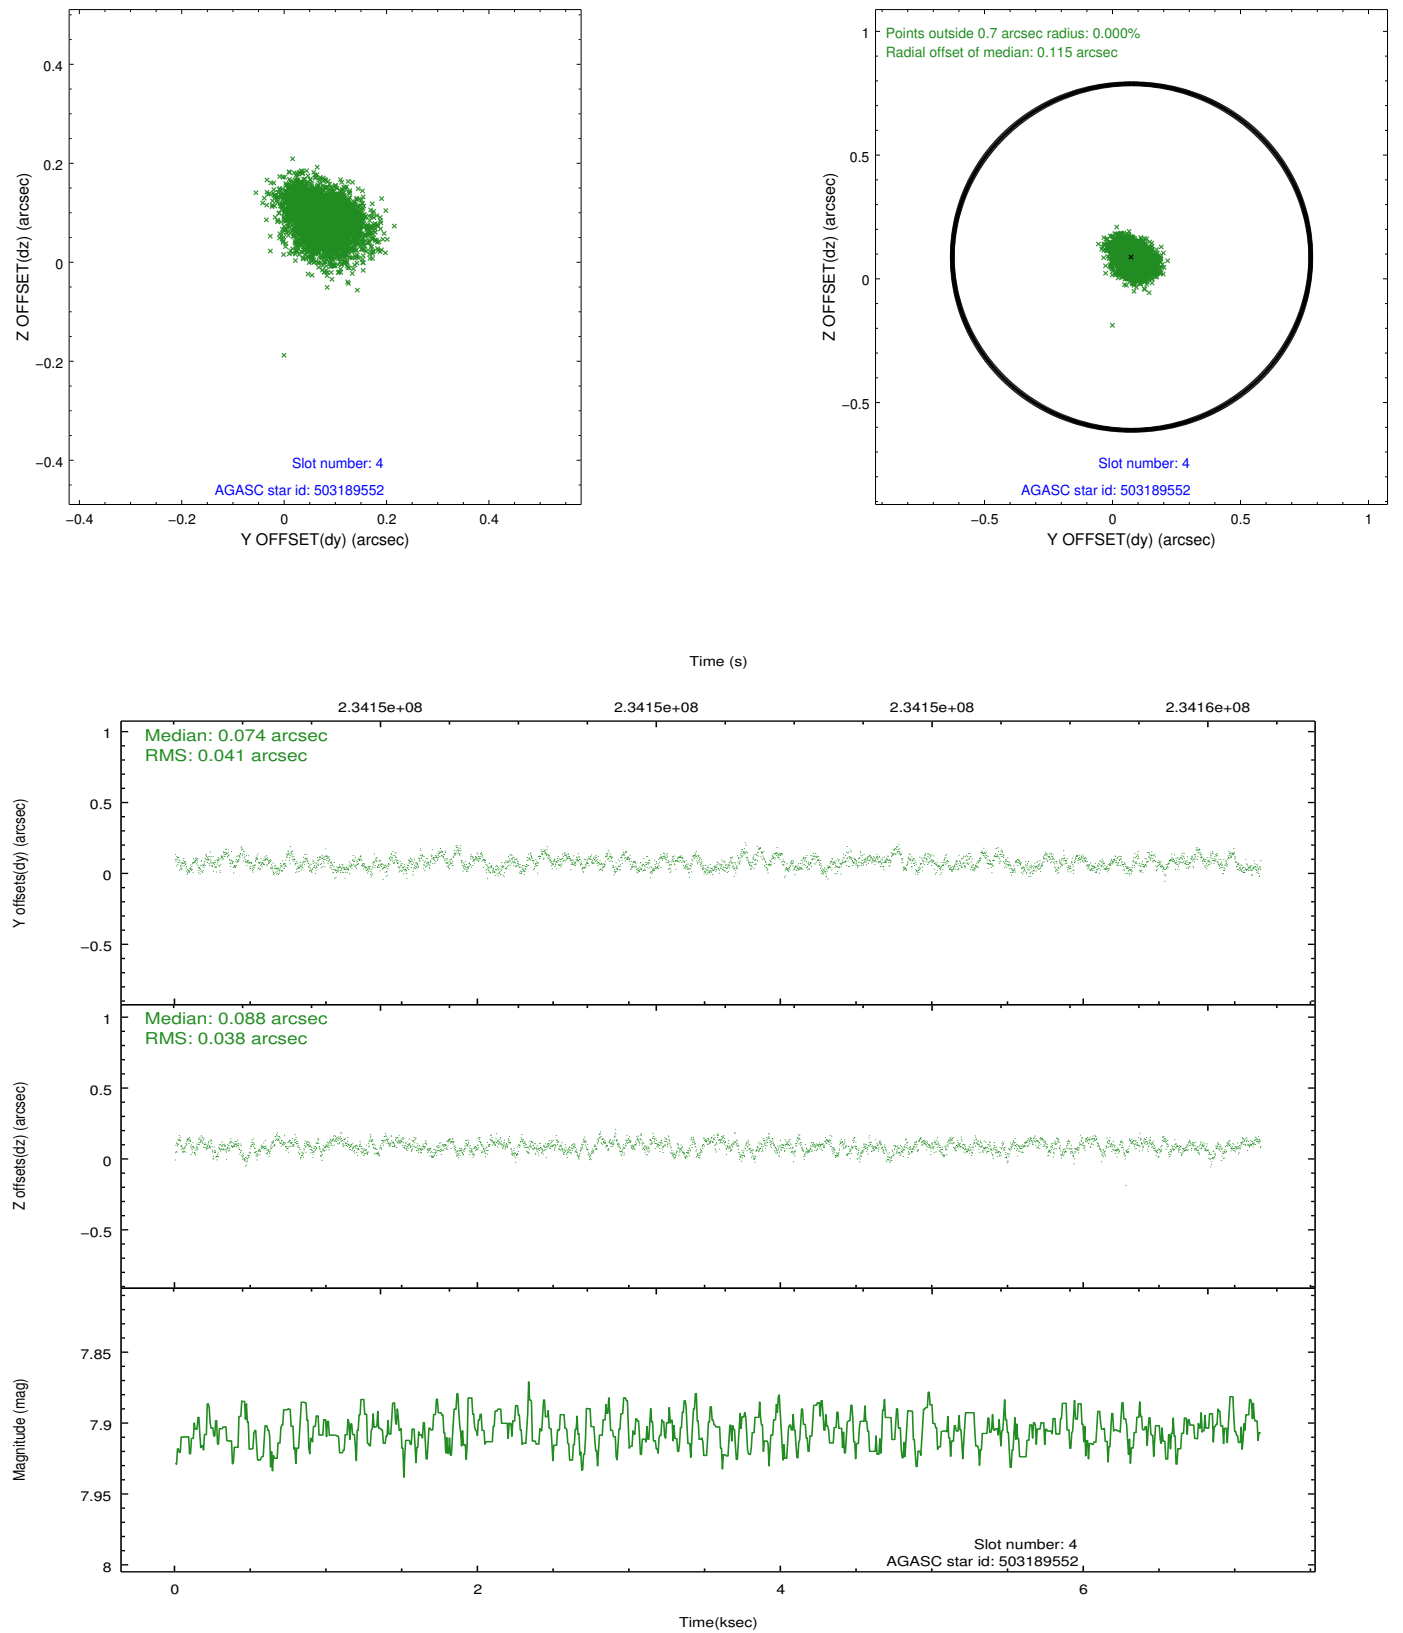 0.4
0.2
0
−0.2
−0.4
Z OFFSET(dz) (arcsec)
Slot number: 4
AGASC star id: 503189552
−0.4
−0.2
0
0.2
0.4
Y OFFSET(dy) (arcsec)
Points outside 0.7 arcsec radius: 0.000%
Radial offset of median: 0.115 arcsec
1
0.5
0
−0.5
Z OFFSET(dz) (arcsec)
Slot number: 4
AGASC star id: 503189552
−0.5
0
0.5
1
Y OFFSET(dy) (arcsec)
Time (s)
2.3415e+08
2.3415e+08
2.3415e+08
2.3416e+08
Median: 0.074 arcsec
RMS: 0.041 arcsec
1
0.5
0
−0.5
Y offsets(dy) (arcsec)
Median: 0.088 arcsec
RMS: 0.038 arcsec
1
0.5
0
−0.5
Z offsets(dz) (arcsec)
7.85
7.9
7.95
8
Magnitude (mag)
Slot number: 4
AGASC star id: 503189552
0
2
4
6
Time(ksec)